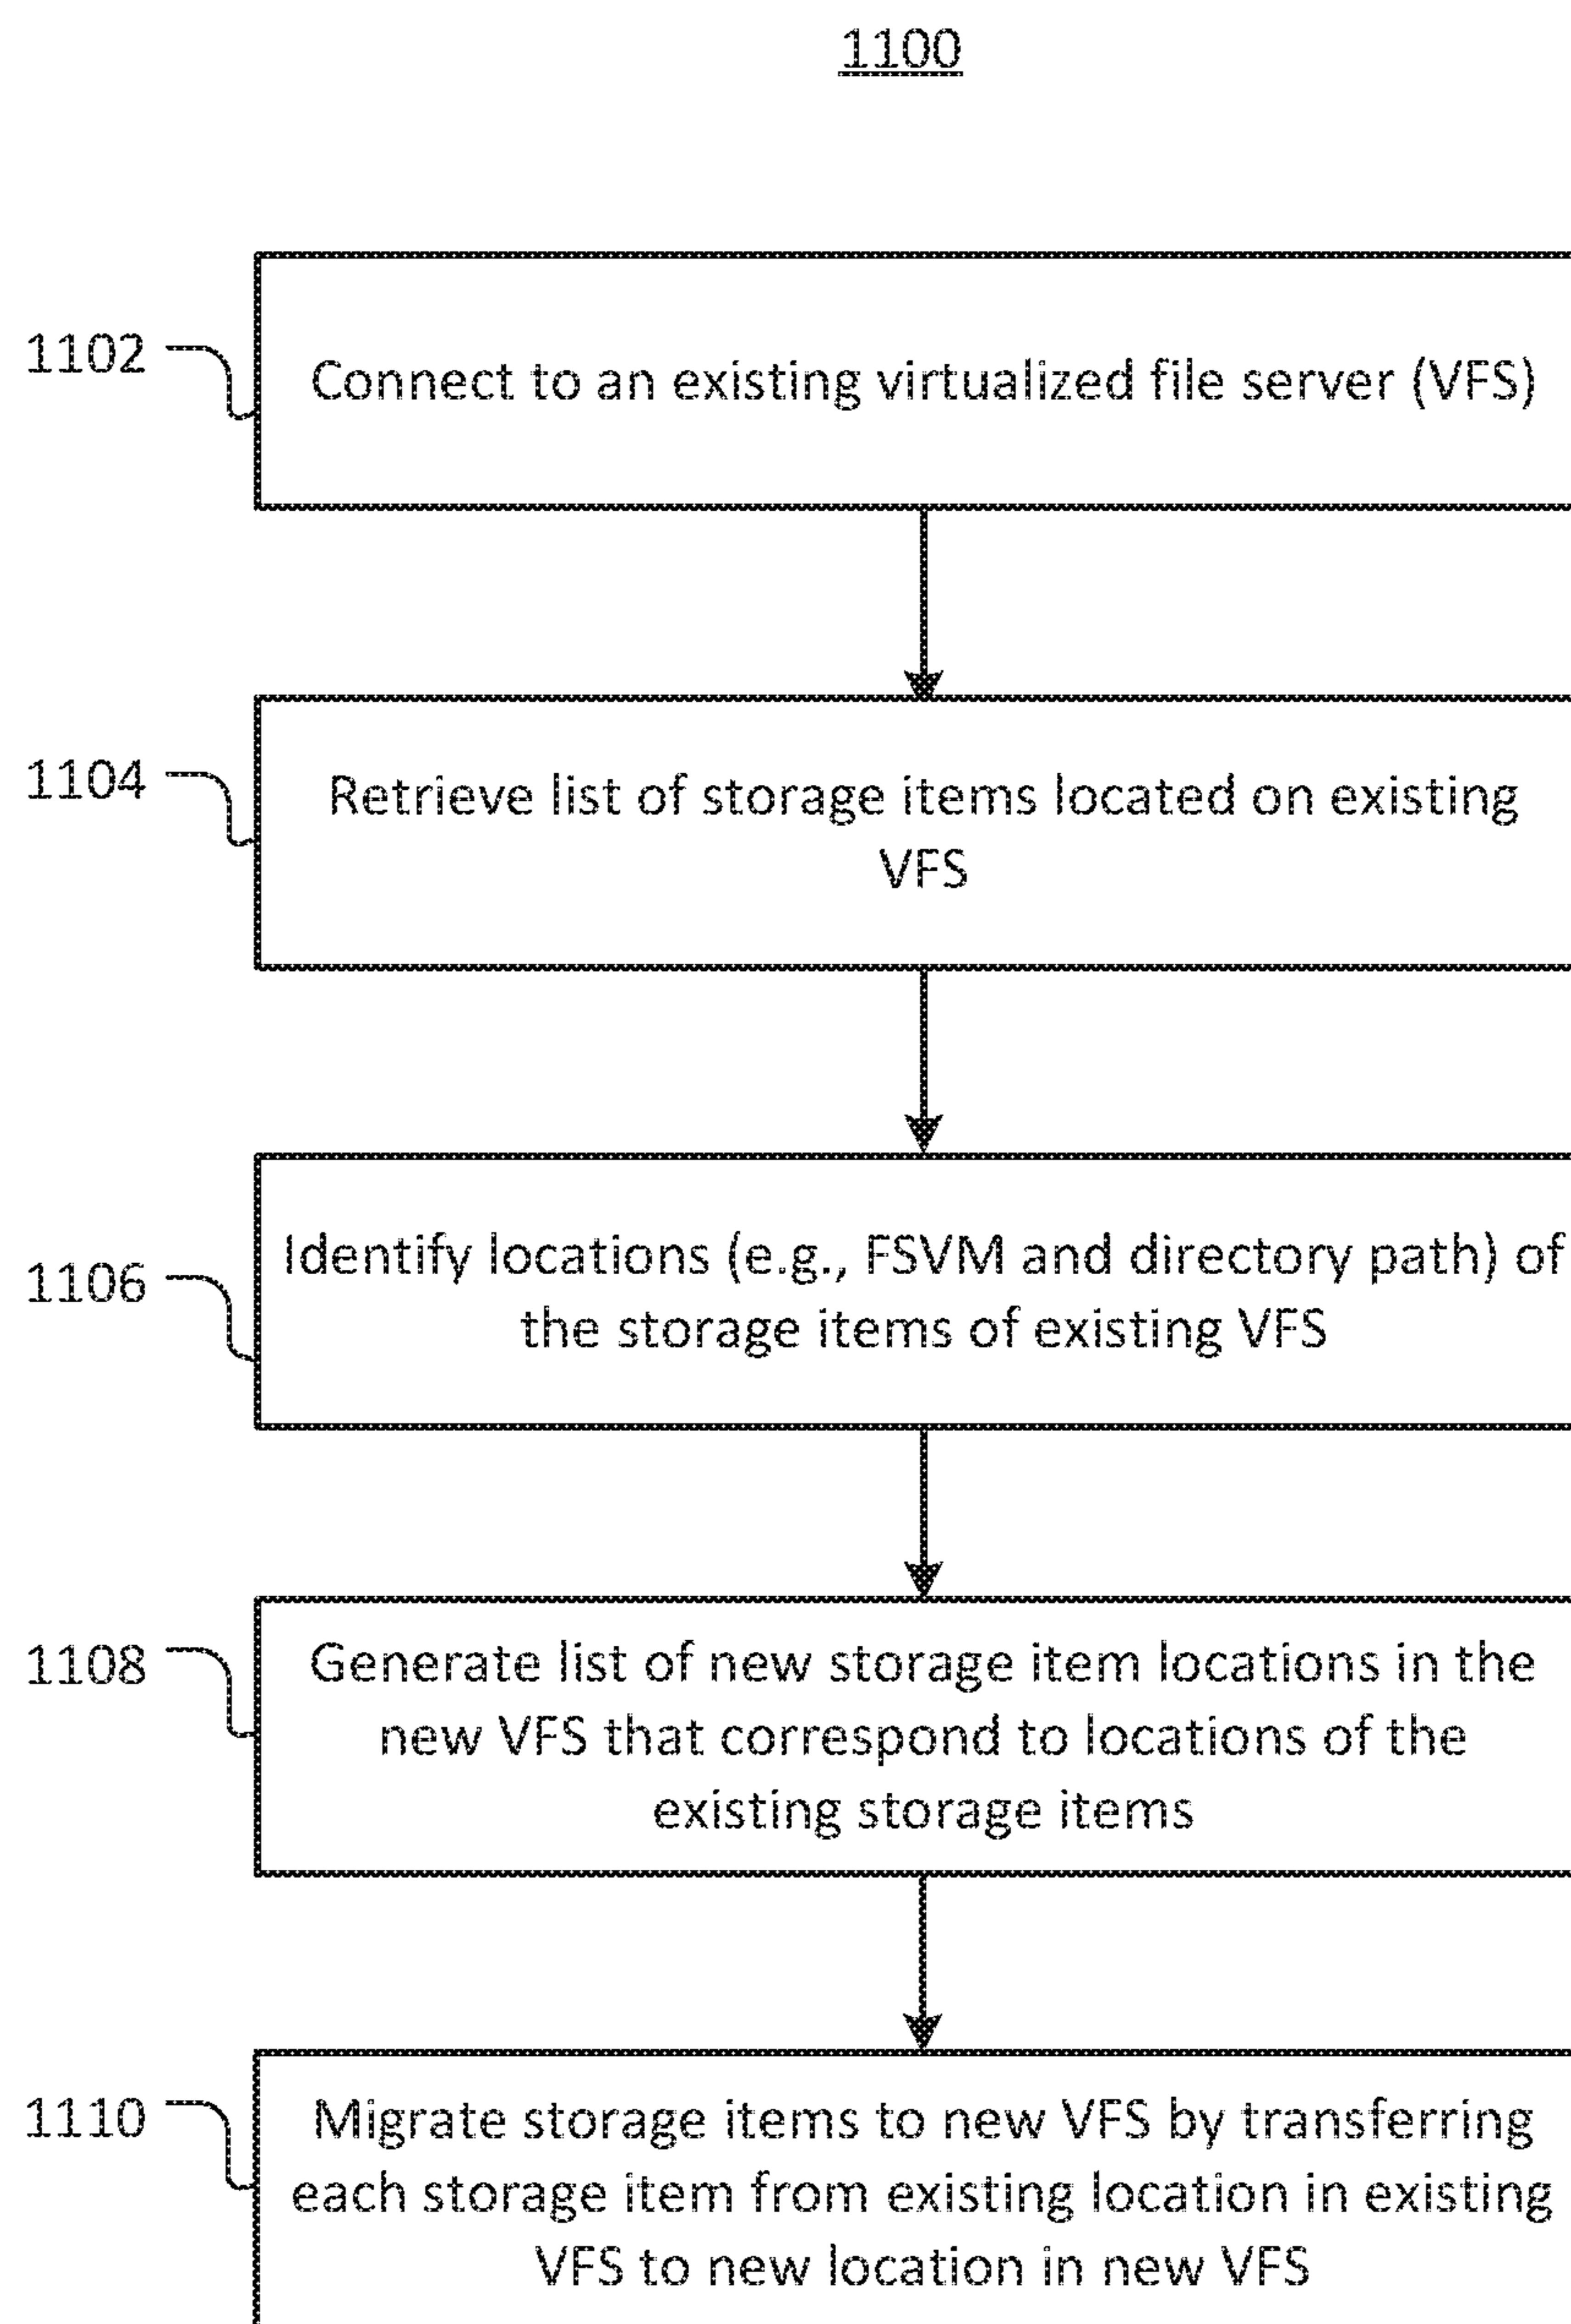 1100
1102
Connect to an existing virtualized file server (VFS)
1104
Retrieve list of storage items located on existing
VFS
1106
Identify locations (e.g., FSVM and directory path) of
the storage items of existing VFS
1108
Generate list of new storage item locations in the
new VFS that correspond to locations of the
existing storage items
1110
Migrate storage items to new VFS by transferring
each storage item from existing location in existing
VFS to new location in new VFS